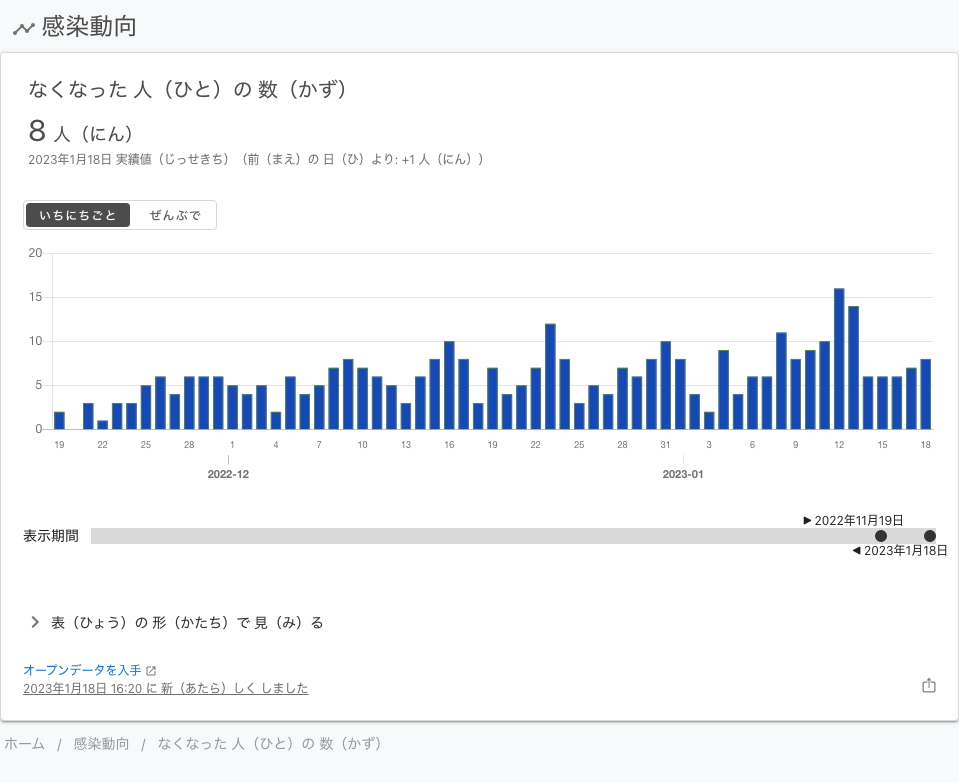 感染動向
なくなった 人（ひと）の 数（かず）
8 人（にん）
2023年1月18日 実績値（じっせきち）（前（まえ）の 日（ひ）より: +1 人（にん））
いちにちごと ぜんぶで
20
15
10
5
0
19 22 25 28 1 4 7 10 13 16 19 22 25 28 31 3 6 9 12 15 18
2022-12 2023-01
2022年11月19日
表示期間
2023年1月18日
表（ひょう）の 形（かたち）で 見（み）る
オープンデータを入手
2023年1月18日 16:20 に 新（あたら）しく しました
ホーム / 感染動向 / なくなった 人（ひと）の 数（かず）